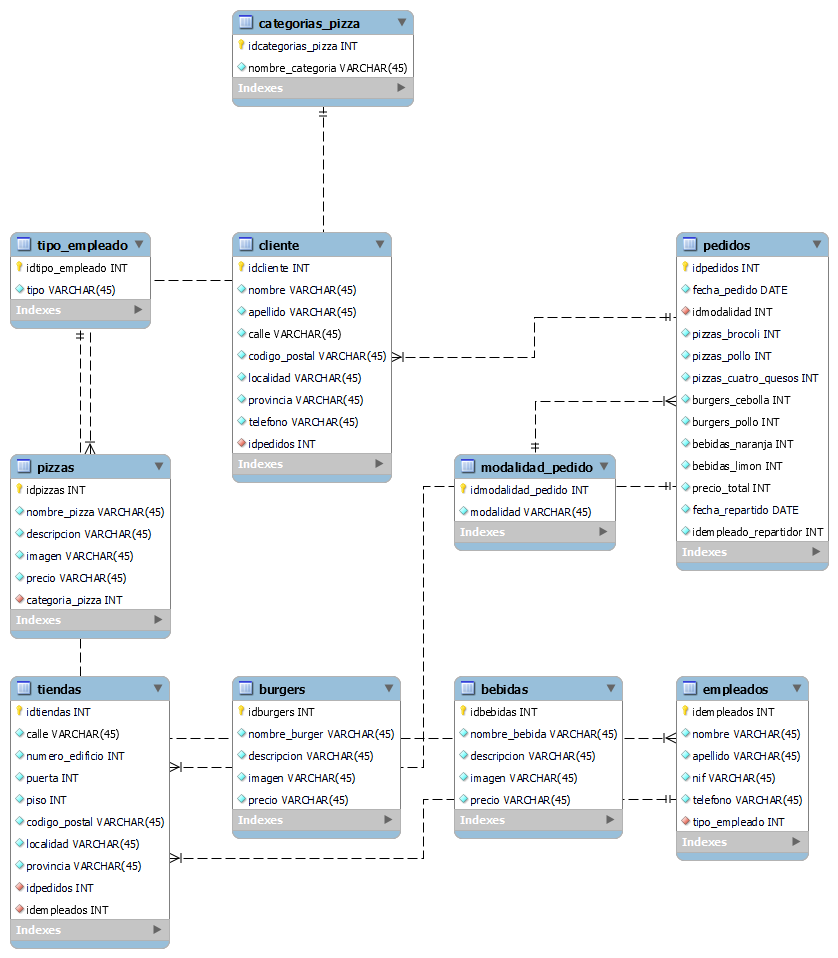 categorias_pizza
idcategorias_pizza INT
nombre_categoria VARCHAR(45)
Indexes
tipo_empleado
idtipo_empleado INT
tipo VARCHAR(45)
Indexes
cliente
idcliente INT
nombre VARCHAR(45)
apellido VARCHAR(45)
calle VARCHAR(45)
codigo_postal VARCHAR(45)
localidad VARCHAR(45)
provincia VARCHAR(45)
telefono VARCHAR(45)
idpedidos INT
Indexes
pedidos
idpedidos INT
fecha_pedido DATE
idmodalidad INT
pizzas_brocoli INT
pizzas_pollo INT
pizzas_cuatro_quesos INT
burgers_cebolla INT
burgers_pollo INT
bebidas_naranja INT
bebidas_limon INT
precio_total INT
fecha_repartido DATE
idempleado_repartidor INT
Indexes
pizzas
idpizzas INT
nombre_pizza VARCHAR(45)
descripcion VARCHAR(45)
imagen VARCHAR(45)
precio VARCHAR(45)
categoria_pizza INT
Indexes
modalidad_pedido
idmodalidad_pedido INT
modalidad VARCHAR(45)
Indexes
tiendas
idtiendas INT
calle VARCHAR(45)
numero_edificio INT
puerta INT
piso INT
codigo_postal VARCHAR(45)
localidad VARCHAR(45)
provincia VARCHAR(45)
idpedidos INT
idempleados INT
Indexes
burgers
idburgers INT
nombre_burger VARCHAR(45)
descripcion VARCHAR(45)
imagen VARCHAR(45)
precio VARCHAR(45)
Indexes
bebidas
idbebidas INT
nombre_bebida VARCHAR(45)
descripcion VARCHAR(45)
imagen VARCHAR(45)
precio VARCHAR(45)
Indexes
empleados
idempleados INT
nombre VARCHAR(45)
apellido VARCHAR(45)
nif VARCHAR(45)
telefono VARCHAR(45)
tipo_empleado INT
Indexes